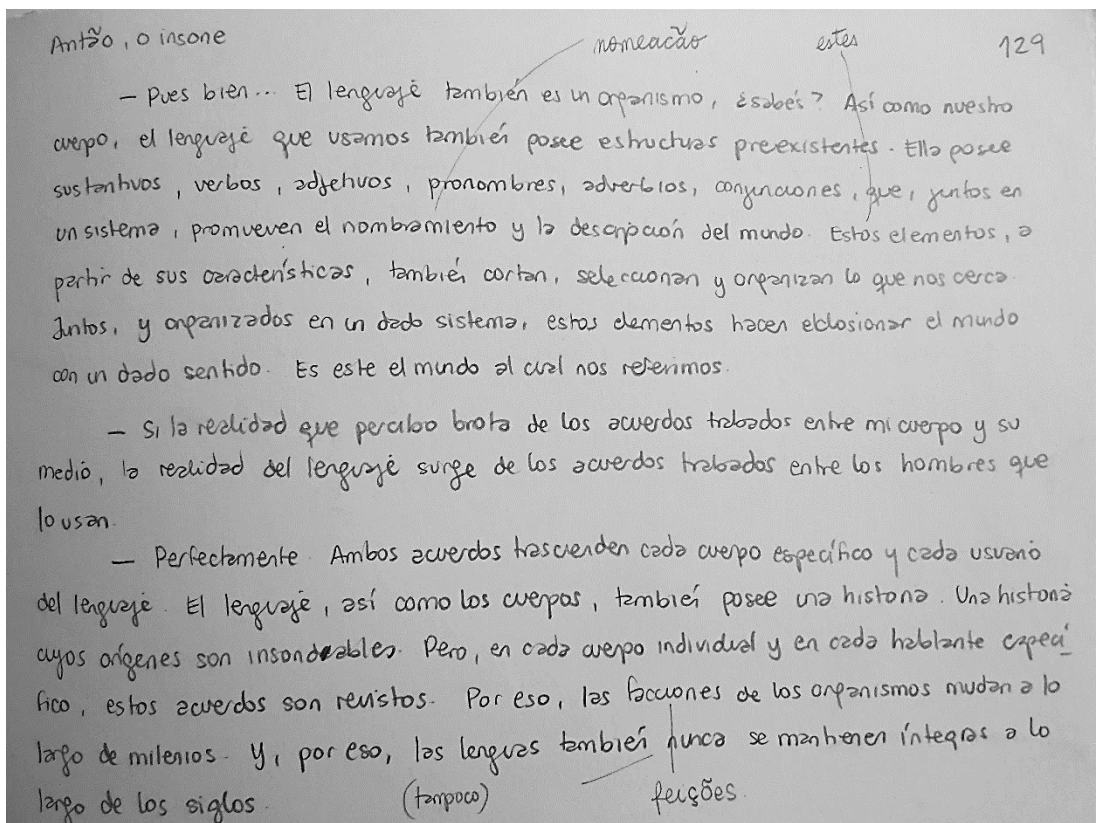 Antão, o insone
nomeacão estes 129
— Pues bien... El lenguaje también es un organismo, ¿sabés? Así como nuestro
cuerpo, el lenguaje que usamos también posee estructuras preexistentes. Ella posee
sustantivos, verbos, adjetivos, pronombres, adverbios, conjunciones, que, juntos en
un sistema, promueven el nombramiento y la descripción del mundo. Estos elementos, a
partir de sus características, también cortan, seleccionan y organizan lo que nos cerca.
Juntos, y organizados en un dado sistema, estos elementos hacen eclosionar el mundo
con un dado sentido. Es este el mundo al cual nos referimos.
— Si la realidad que percibo brota de los acuerdos trabados entre mi cuerpo y su
medio, la realidad del lenguaje surge de los acuerdos trabados entre los hombres que
lo usan.
— Perfectamente. Ambos acuerdos trascienden cada cuerpo específico y cada usuario
del lenguaje. El lenguaje, así como los cuerpos, también posee una historia. Una historia
cuyos orígenes son insondables. Pero, en cada cuerpo individual y en cada hablante especí
fico, estos acuerdos son revistos. Por eso, las facciones de los organismos mudan a lo
largo de milenios. Y, por eso, las lenguas también nunca se mantienen íntegras a lo
largo de los siglos. (tampoco) feições.